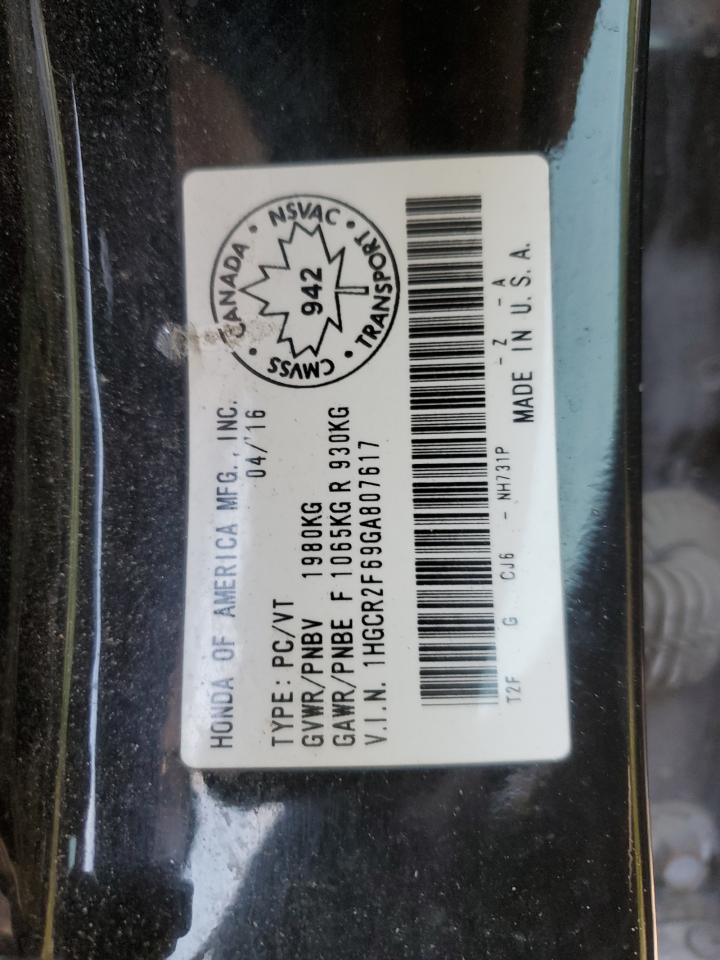 HONDA OF AMERICA MFG., INC.
04/'16
TYPE: PC/VT
GVWR/PNBV 1980KG
GAWR/PNBE F 1065KG R 930KG
V.I.N. 1HGCR2F69GA807617
CANADA • NSVAC • TRANSPORT • CMVSS •
942
T2F G CJ6 - NH731P - Z - A
MADE IN U.S.A.